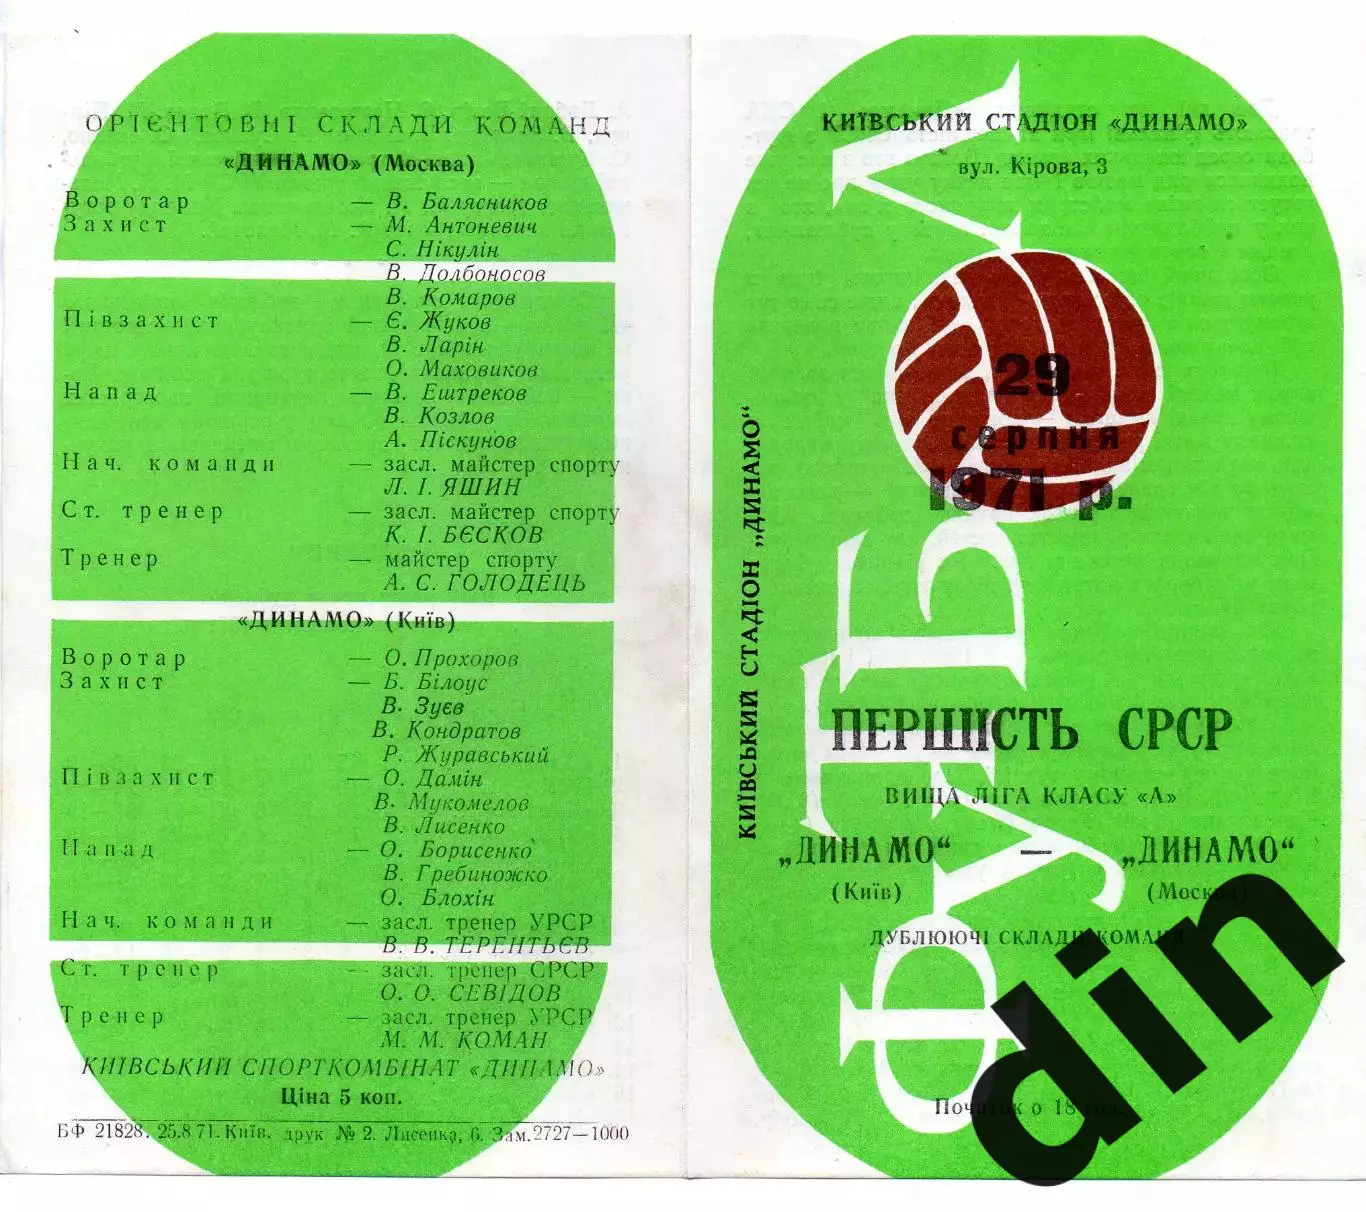 ОРІЄНТОВНІ СКЛАДИ КОМАНД
«ДИНАМО» (Москва)
Воротар — В. Балясников
Захист — М. Антоневич
С. Нікулін
В. Долбоносов
В. Комаров
Півзахист — Є. Жуков
В. Ларін
О. Маховиков
Напад — В. Ештреков
В. Козлов
А. Піскунов
Нач. команди — засл. майстер спорту
Л. І. ЯШИН
Ст. тренер — засл. майстер спорту
К. І. БЄСКОВ
Тренер — майстер спорту
А. С. ГОЛОДЕЦЬ
«ДИНАМО» (Київ)
Воротар — О. Прохоров
Захист — Б. Білоус
В. Зуєв
В. Кондратов
Р. Журавський
Півзахист — О. Дамін
В. Мукомелов
В. Лисенко
Напад — О. Борисенко
В. Гребиножко
О. Блохін
Нач. команди — засл. тренер УРСР
В. В. ТЕРЕНТЬЄВ
Ст. тренер — засл. тренер СРСР
О. О. СЕВІДОВ
Тренер — засл. тренер УРСР
М. М. КОМАН
КИЇВСЬКИЙ СПОРТКОМБІНАТ «ДИНАМО»
Ціна 5 коп.
БФ 21828. 25.8 71. Київ. друк № 2. Лисенка, 6. Зам. 2727—1000
КИЇВСЬКИЙ СТАДІОН „ДИНАМО“
ФУТБОЛ
КИЇВСЬКИЙ СТАДІОН «ДИНАМО»
вул. Кірова, 3
29
серпня
1971 р.
ПЕРШІСТЬ СРСР
ВИЩА ЛІГА КЛАСУ «А»
„ДИНАМО“ — „ДИНАМО“
(Київ) (Москва)
ДУБЛЮЮЧІ СКЛАДИ КОМАНД
Початок о 18 год.
din